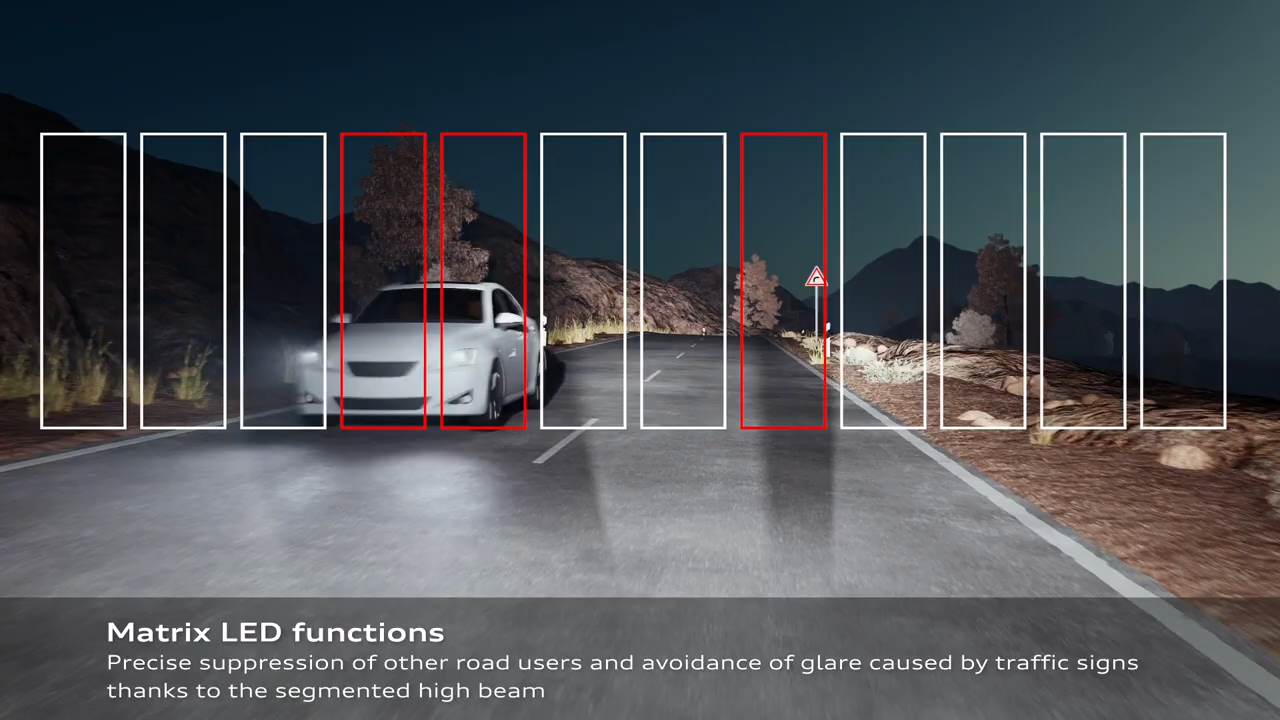 Matrix LED functions
Precise suppression of other road users and avoidance of glare caused by traffic signs
thanks to the segmented high beam